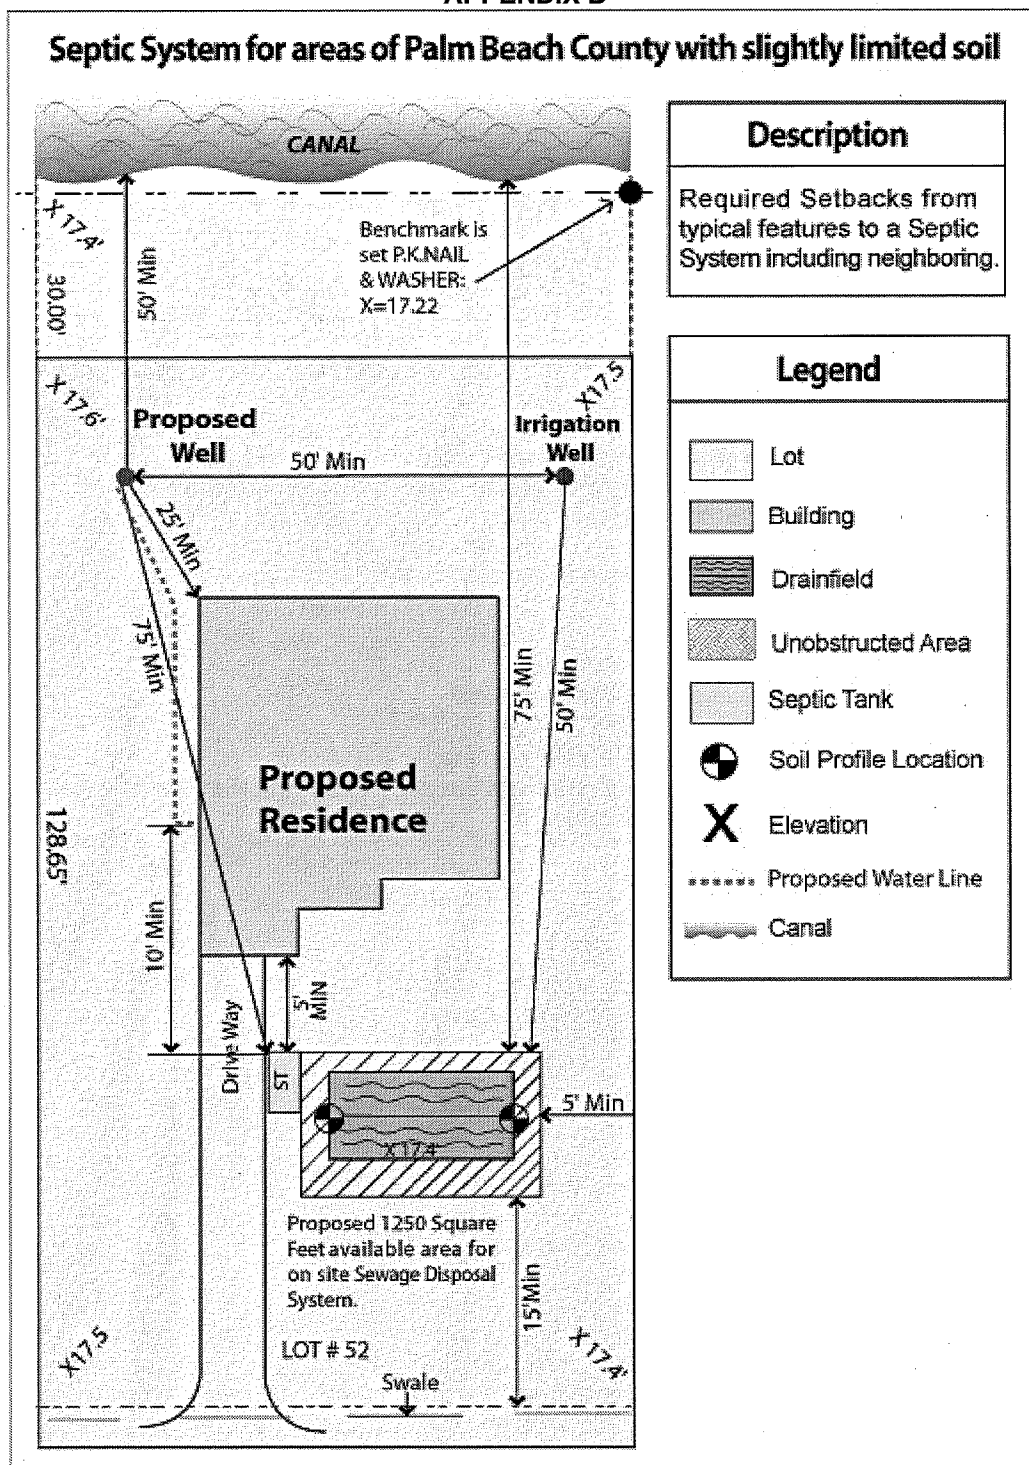 APPENDIX B
Septic System for areas of Palm Beach County with slightly limited soil
CANAL
X 17.4'
30.00'
50' Min
Benchmark is
set P.K.NAIL
& WASHER:
X=17.22
X 17.6'
X17.5
Proposed
Well
50' Min
Irrigation
Well
25' Min
75' Min
75' Min
50' Min
Proposed
Residence
128.65'
10' Min
5'
MIN
Drive Way
ST
5' Min
X 17.4'
Proposed 1250 Square
Feet available area for
on site Sewage Disposal
System.
15'Min
LOT # 52
X17.5
X 17.4'
Swale
Description
Required Setbacks from
typical features to a Septic
System including neighboring.
Legend
Lot
Building
Drainfield
Unobstructed Area
Septic Tank
Soil Profile Location
X Elevation
Proposed Water Line
Canal